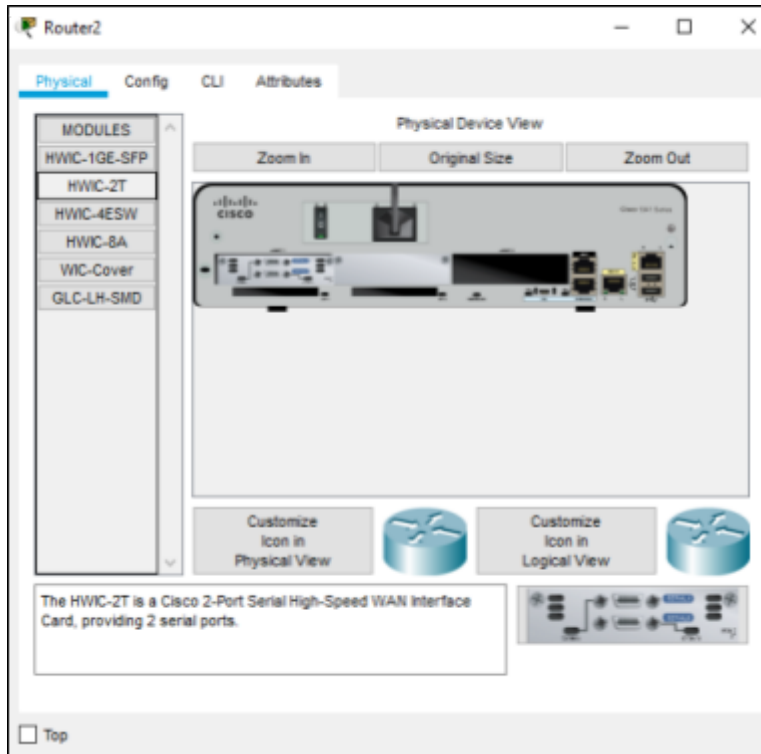 Router2
Physical Config CLI Attributes
MODULES
HWIC-1GE-SFP
HWIC-2T
HWIC-4ESW
HWIC-8A
WIC-Cover
GLC-LH-SMD
Physical Device View
Zoom In Original Size Zoom Out
CISCO
Customize
Icon in
Physical View
Customize
Icon in
Logical View
The HWIC-2T is a Cisco 2-Port Serial High-Speed WAN Interface
Card, providing 2 serial ports.
Top